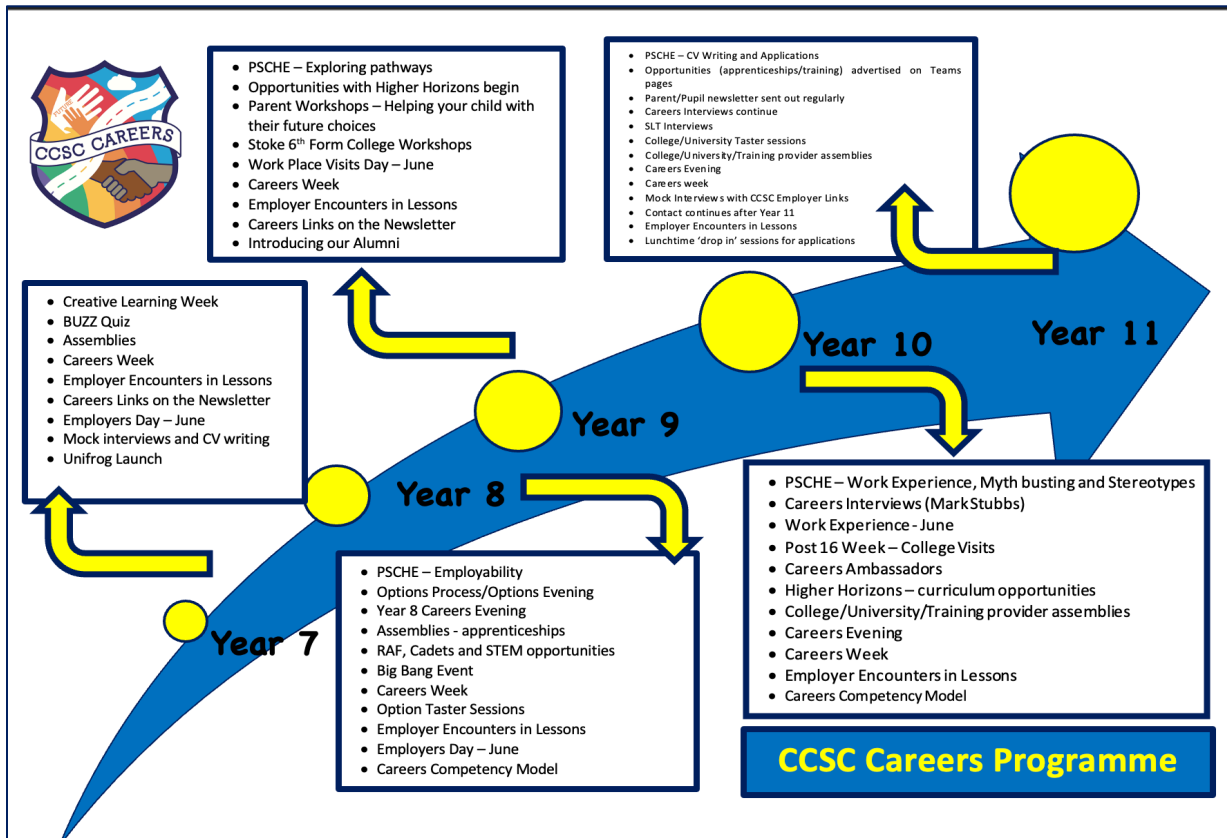 FUTURE
CCSC CAREERS
PSCHE – Exploring pathways
Opportunities with Higher Horizons begin
Parent Workshops – Helping your child with
their future choices
Stoke 6th Form College Workshops
Work Place Visits Day – June
Careers Week
Employer Encounters in Lessons
Careers Links on the Newsletter
Introducing our Alumni
PSCHE – CV Writing and Applications
Opportunities (apprenticeships/training) advertised on Teams
pages
Parent/Pupil newsletter sent out regularly
Careers Interviews continue
SLT Interviews
College/University Taster sessions
College/University/Training provider assemblies
Careers Evening
Careers week
Mock Interviews with CCSC Employer Links
Contact continues after Year 11
Employer Encounters in Lessons
Lunchtime ‘drop in’ sessions for applications
Creative Learning Week
BUZZ Quiz
Assemblies
Careers Week
Employer Encounters in Lessons
Careers Links on the Newsletter
Employers Day – June
Mock interviews and CV writing
Unifrog Launch
Year 7
Year 8
Year 9
Year 10
Year 11
PSCHE – Employability
Options Process/Options Evening
Year 8 Careers Evening
Assemblies - apprenticeships
RAF, Cadets and STEM opportunities
Big Bang Event
Careers Week
Option Taster Sessions
Employer Encounters in Lessons
Employers Day – June
Careers Competency Model
PSCHE – Work Experience, Myth busting and Stereotypes
Careers Interviews (Mark Stubbs)
Work Experience - June
Post 16 Week – College Visits
Careers Ambassadors
Higher Horizons – curriculum opportunities
College/University/Training provider assemblies
Careers Evening
Careers Week
Employer Encounters in Lessons
Careers Competency Model
CCSC Careers Programme